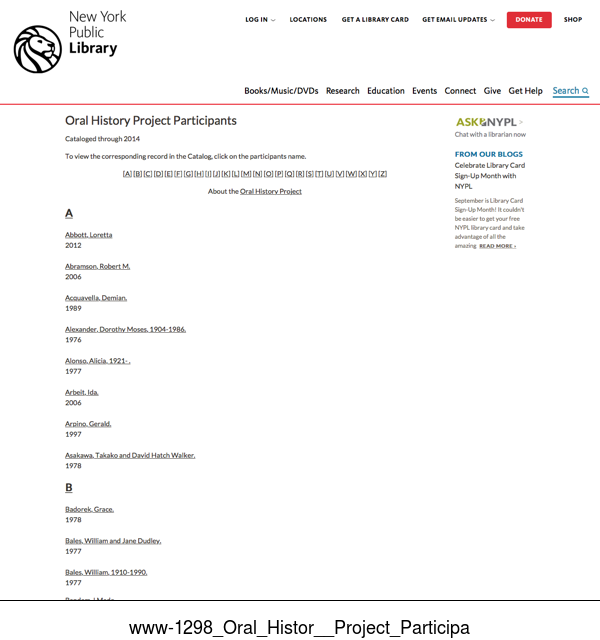 New York
Public
Library
LOG IN
LOCATIONS
GET A LIBRARY CARD
GET EMAIL UPDATES
DONATE
SHOP
Books/Music/DVDs Research Education Events Connect Give Get Help Search
Oral History Project Participants
Cataloged through 2014
To view the corresponding record in the Catalog, click on the participants name.
[A] [B] [C] [D] [E] [F] [G] [H] [I] [J] [K] [L] [M] [N] [O] [P] [Q] [R] [S] [T] [U] [V] [W] [X] [Y] [Z]
About the Oral History Project
A
Abbott, Loretta
2012
Abramson, Robert M.
2006
Acquavella, Demian.
1989
Alexander, Dorothy Moses, 1904-1986.
1976
Alonso, Alicia, 1921- .
1977
Arbeit, Ida.
2006
Arpino, Gerald.
1997
Asakawa, Takako and David Hatch Walker.
1978
B
Badorek, Grace.
1978
Bales, William and Jane Dudley.
1977
Bales, William, 1910-1990.
1977
ASK NYPL >
Chat with a librarian now
FROM OUR BLOGS
Celebrate Library Card
Sign-Up Month with
NYPL
September is Library Card
Sign-Up Month! It couldn't
be easier to get your free
NYPL library card and take
advantage of all the
amazing READ MORE ›
www-1298_Oral_Histor__Project_Participa